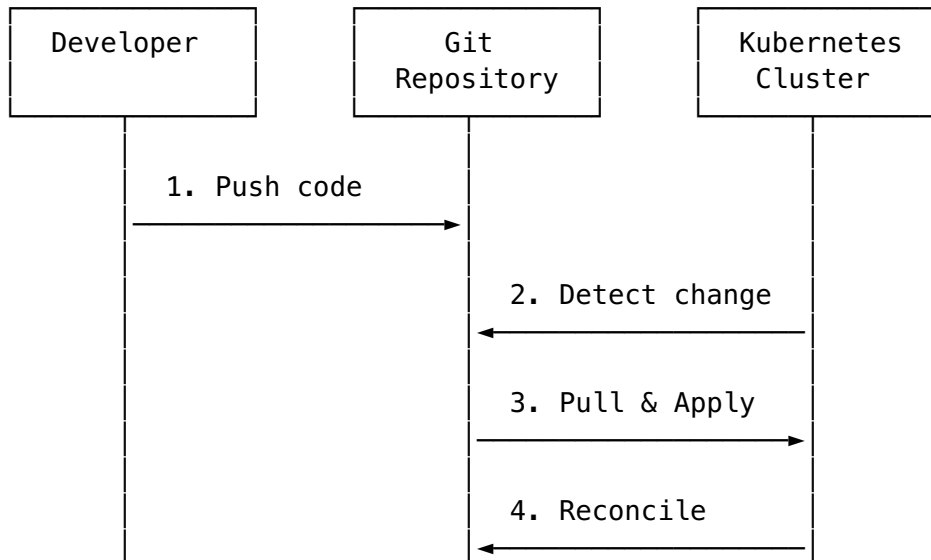 Developer
Git
Repository
Kubernetes
Cluster
1. Push code
2. Detect change
3. Pull & Apply
4. Reconcile